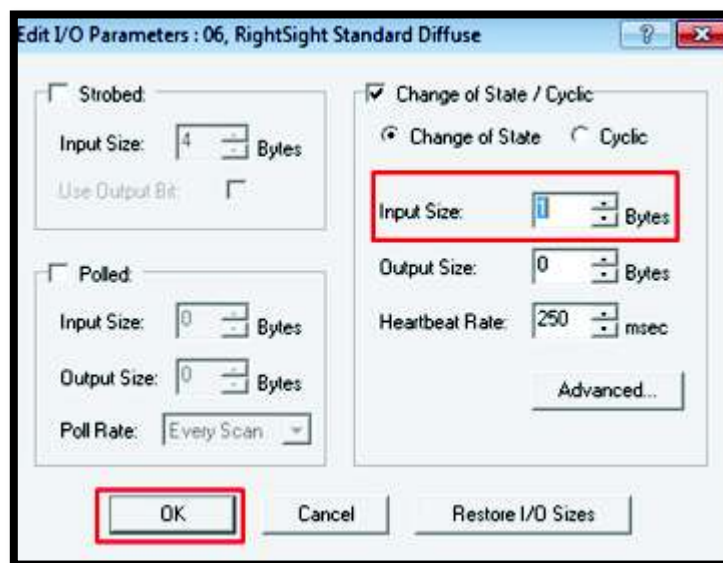 Edit I/O Parameters : 06, RightSight Standard Diffuse
Strobed:
Input Size: 4 Bytes
Use Output Bit:
Polled:
Input Size: 0 Bytes
Output Size: 0 Bytes
Poll Rate: Every Scan
Change of State / Cyclic
Change of State Cyclic
Input Size: 1 Bytes
Output Size: 0 Bytes
Heartbeat Rate: 250 msec
Advanced...
OK Cancel Restore I/O Sizes